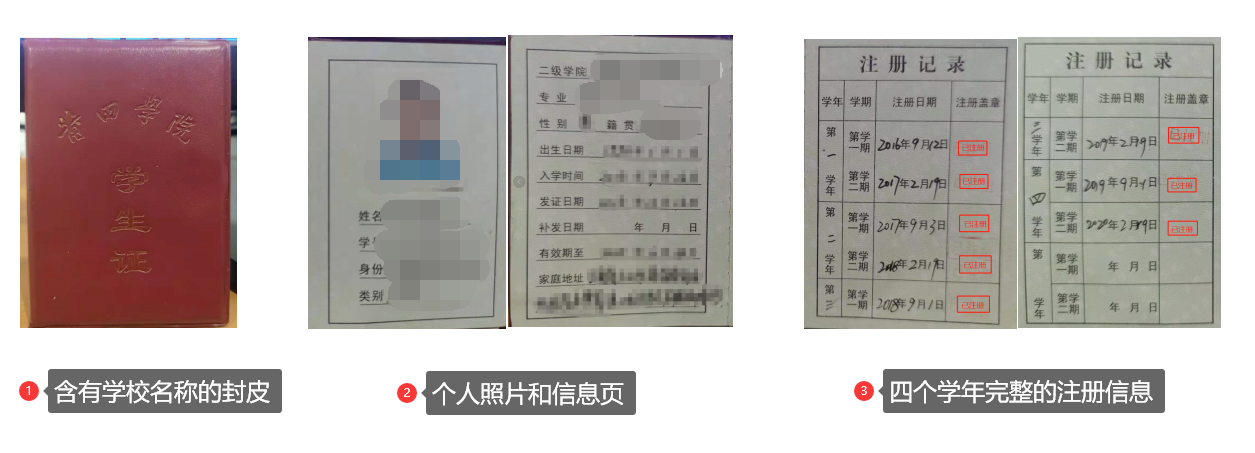 莆田学院
学
生
证
姓名
学
身份
类别
二级学院
专 业
性 别 籍 贯
出生日期
入学时间
发证日期
补发日期 年 月 日
有效期至
家庭地址
注 册 记 录
学年 学期 注册日期 注册盖章
第一学年 第学一期 2016年9月12日 已注册
第学二期 2017年2月19日 已注册
第二学年 第学一期 2017年9月3日 已注册
第学二期 2018年2月 日 已注册
第三 第学一期 2018年9月1日 已注册
注 册 记 录
学年 学期 注册日期 注册盖章
三学年 第学二期 2019年2月 日 已注册
第四学年 第学一期 2019年9月1日 已注册
第学二期 2020年 月 日 已注册
第 学年 第学一期 年 月 日
第学二期 年 月 日
1 含有学校名称的封皮
2 个人照片和信息页
3 四个学年完整的注册信息